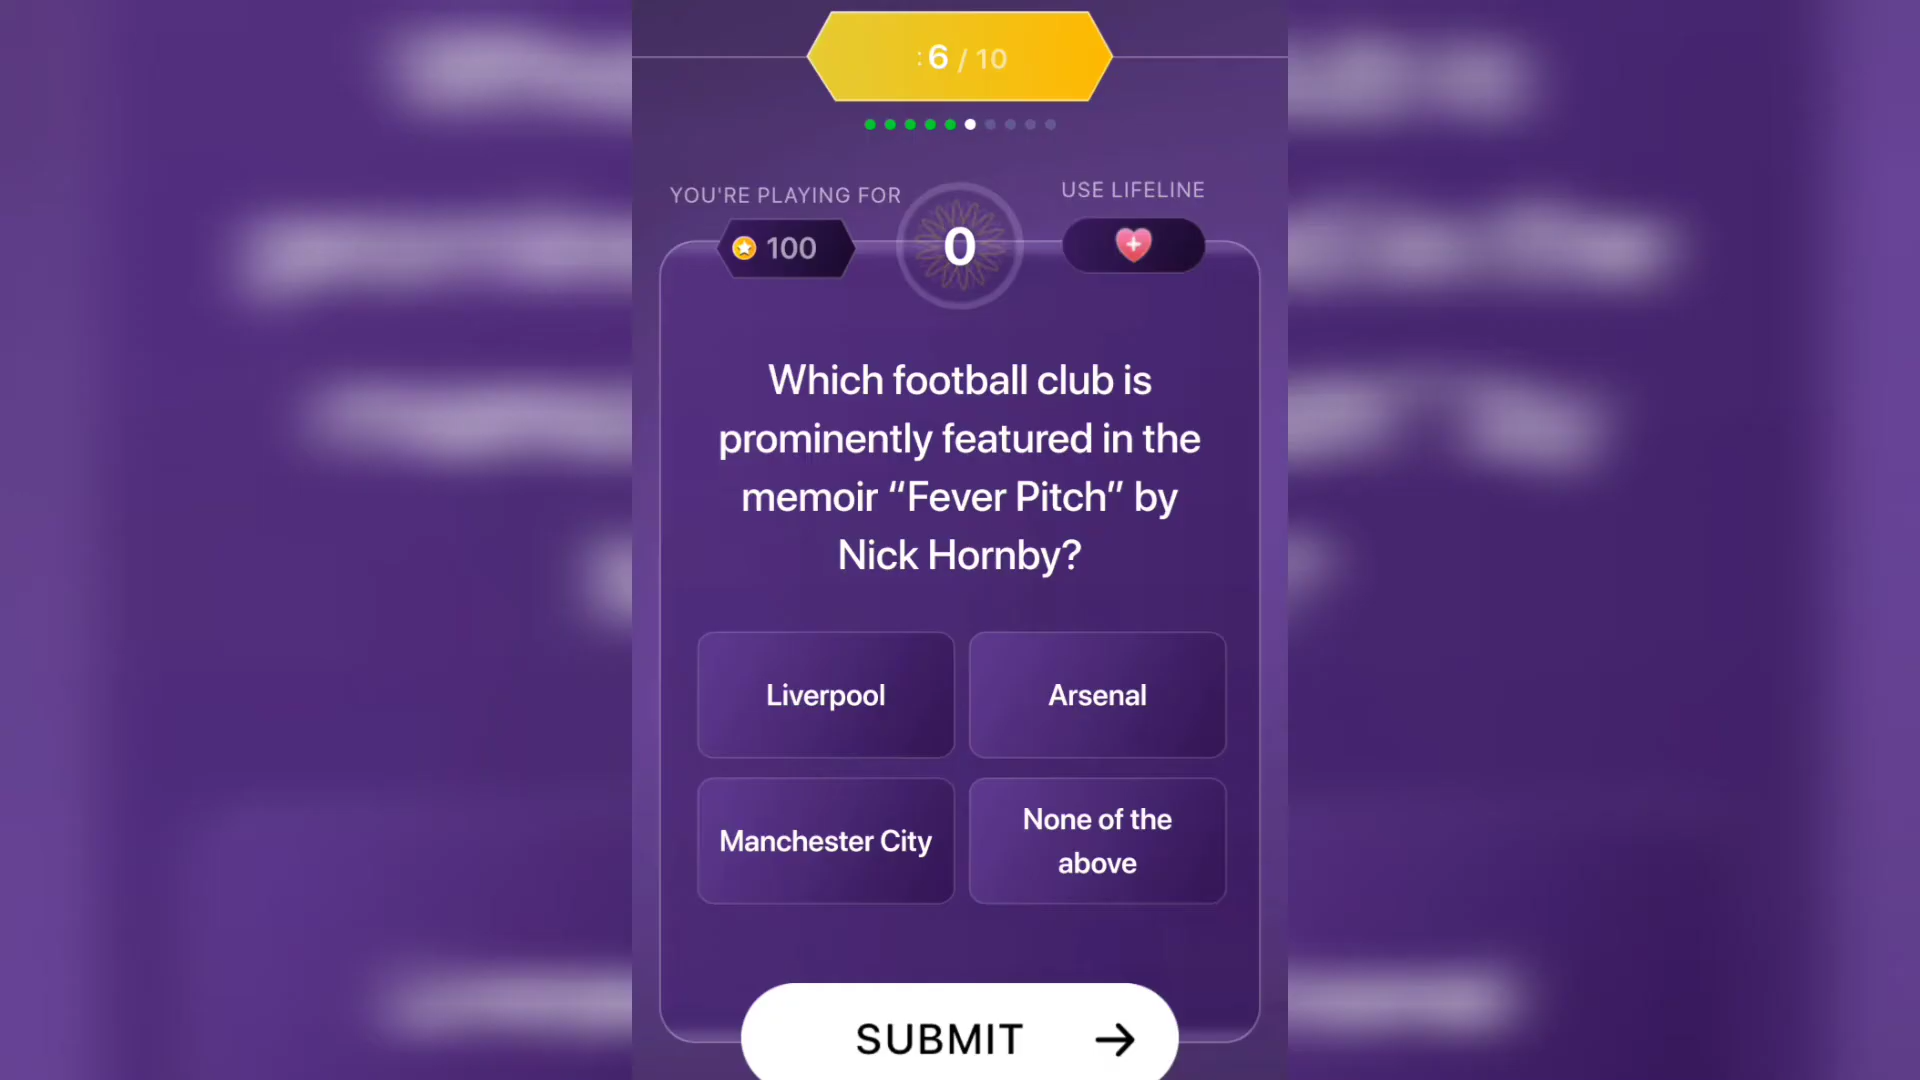 : 6 / 10
YOU'RE PLAYING FOR
USE LIFELINE
100
0
Which football club is
prominently featured in the
memoir “Fever Pitch” by
Nick Hornby?
Liverpool
Arsenal
Manchester City
None of the
above
SUBMIT